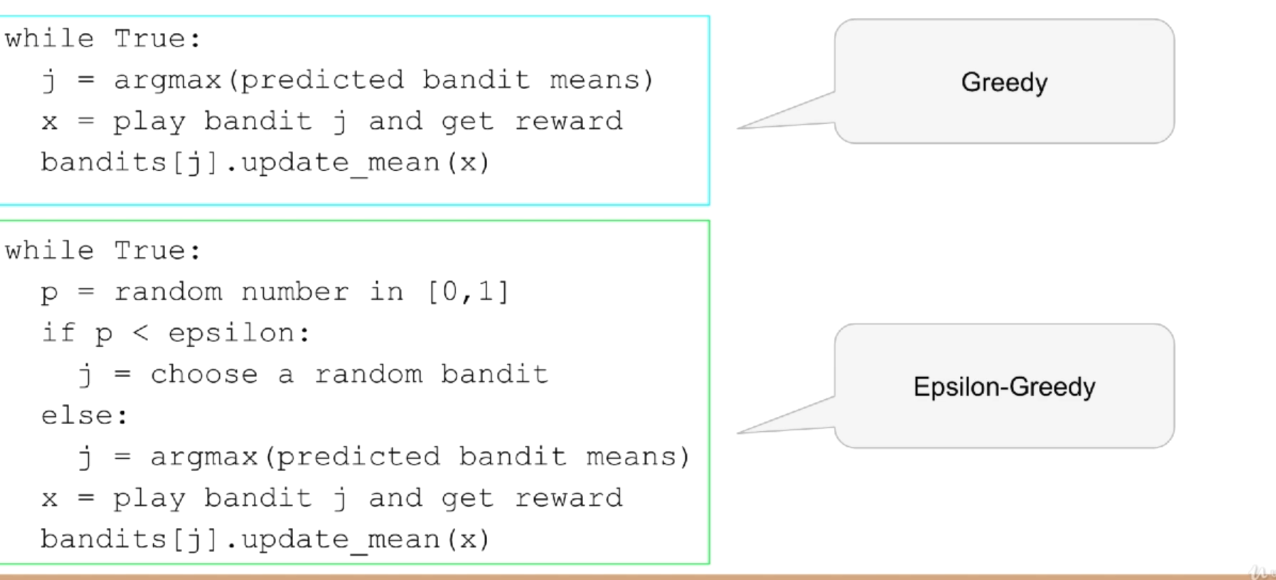 while True:
  j = argmax(predicted bandit means)
  x = play bandit j and get reward
  bandits[j].update_mean(x)
Greedy
while True:
  p = random number in [0,1]
  if p < epsilon:
    j = choose a random bandit
  else:
    j = argmax(predicted bandit means)
  x = play bandit j and get reward
  bandits[j].update_mean(x)
Epsilon-Greedy